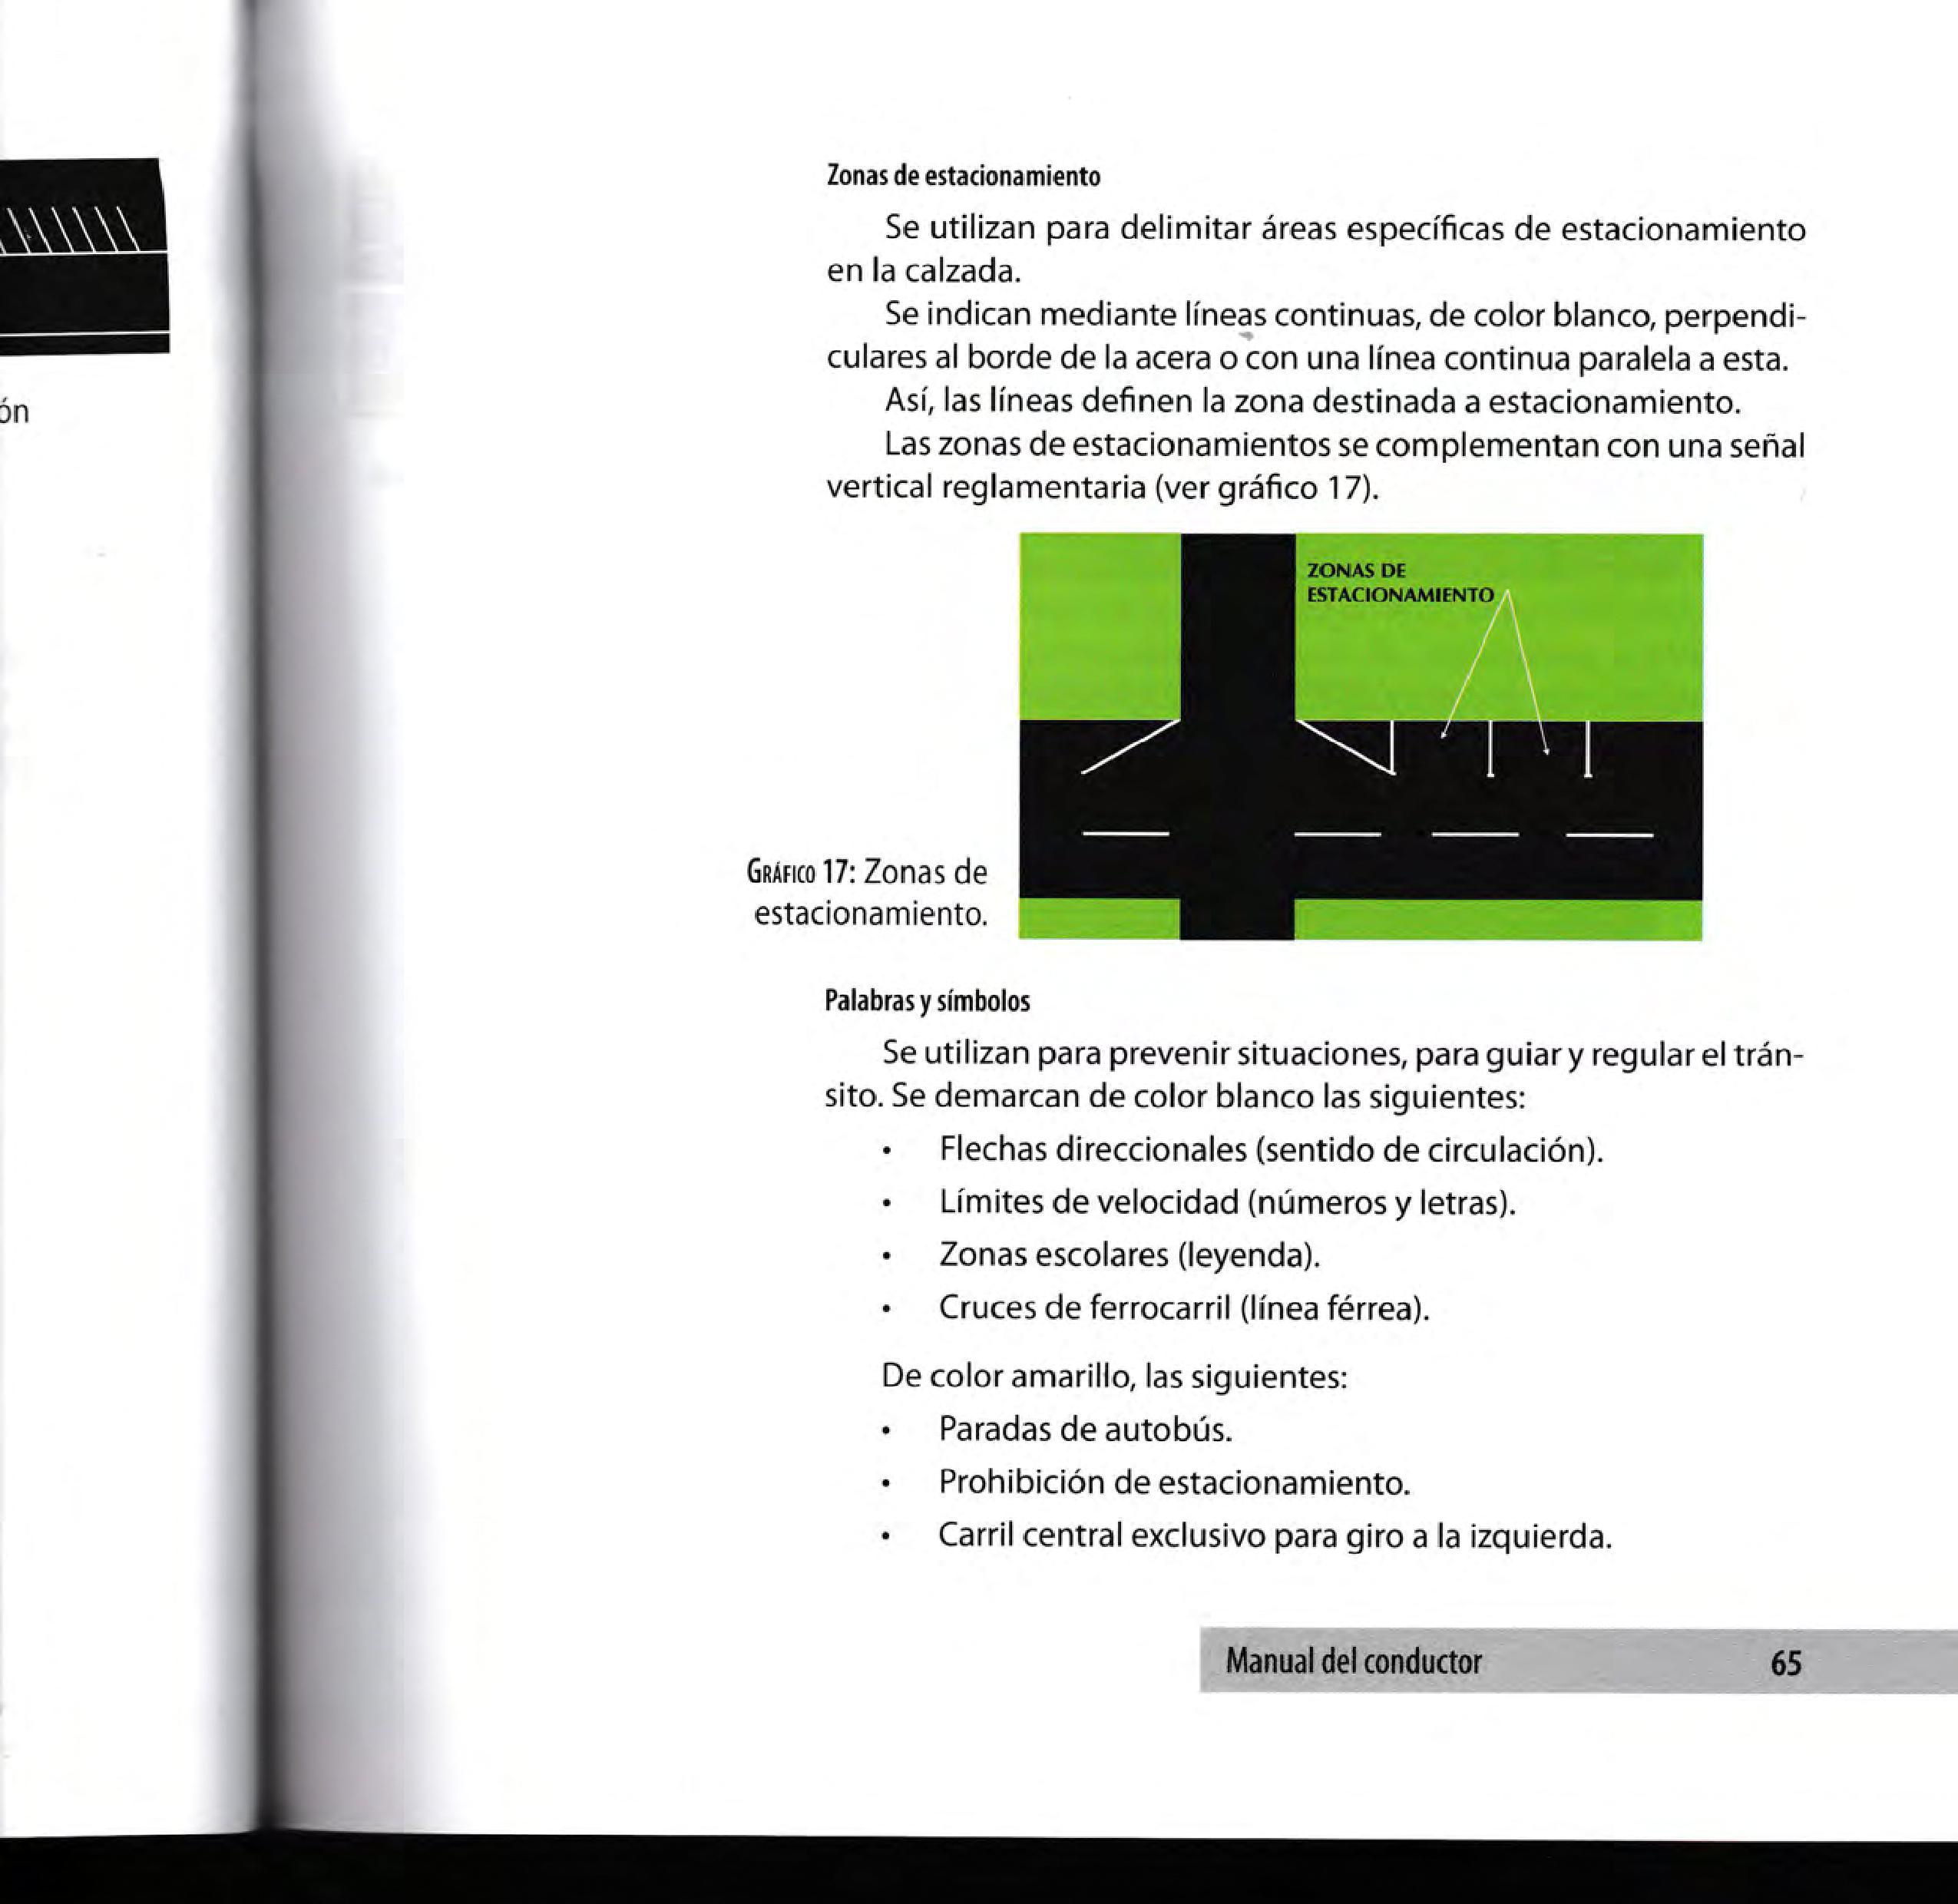 ón
Zonas de estacionamiento
Se utilizan para delimitar áreas específicas de estacionamiento
en la calzada.
Se indican mediante líneas continuas, de color blanco, perpendi-
culares al borde de la acera o con una línea continua paralela a esta.
Así, las líneas definen la zona destinada a estacionamiento.
Las zonas de estacionamientos se complementan con una señal
vertical reglamentaria (ver gráfico 17).
ZONAS DE
ESTACIONAMIENTO
GRÁFICO 17: Zonas de
estacionamiento.
Palabras y símbolos
Se utilizan para prevenir situaciones, para guiar y regular el trán-
sito. Se demarcan de color blanco las siguientes:
• Flechas direccionales (sentido de circulación).
• Límites de velocidad (números y letras).
• Zonas escolares (leyenda).
• Cruces de ferrocarril (línea férrea).
De color amarillo, las siguientes:
• Paradas de autobús.
• Prohibición de estacionamiento.
• Carril central exclusivo para giro a la izquierda.
Manual del conductor 65